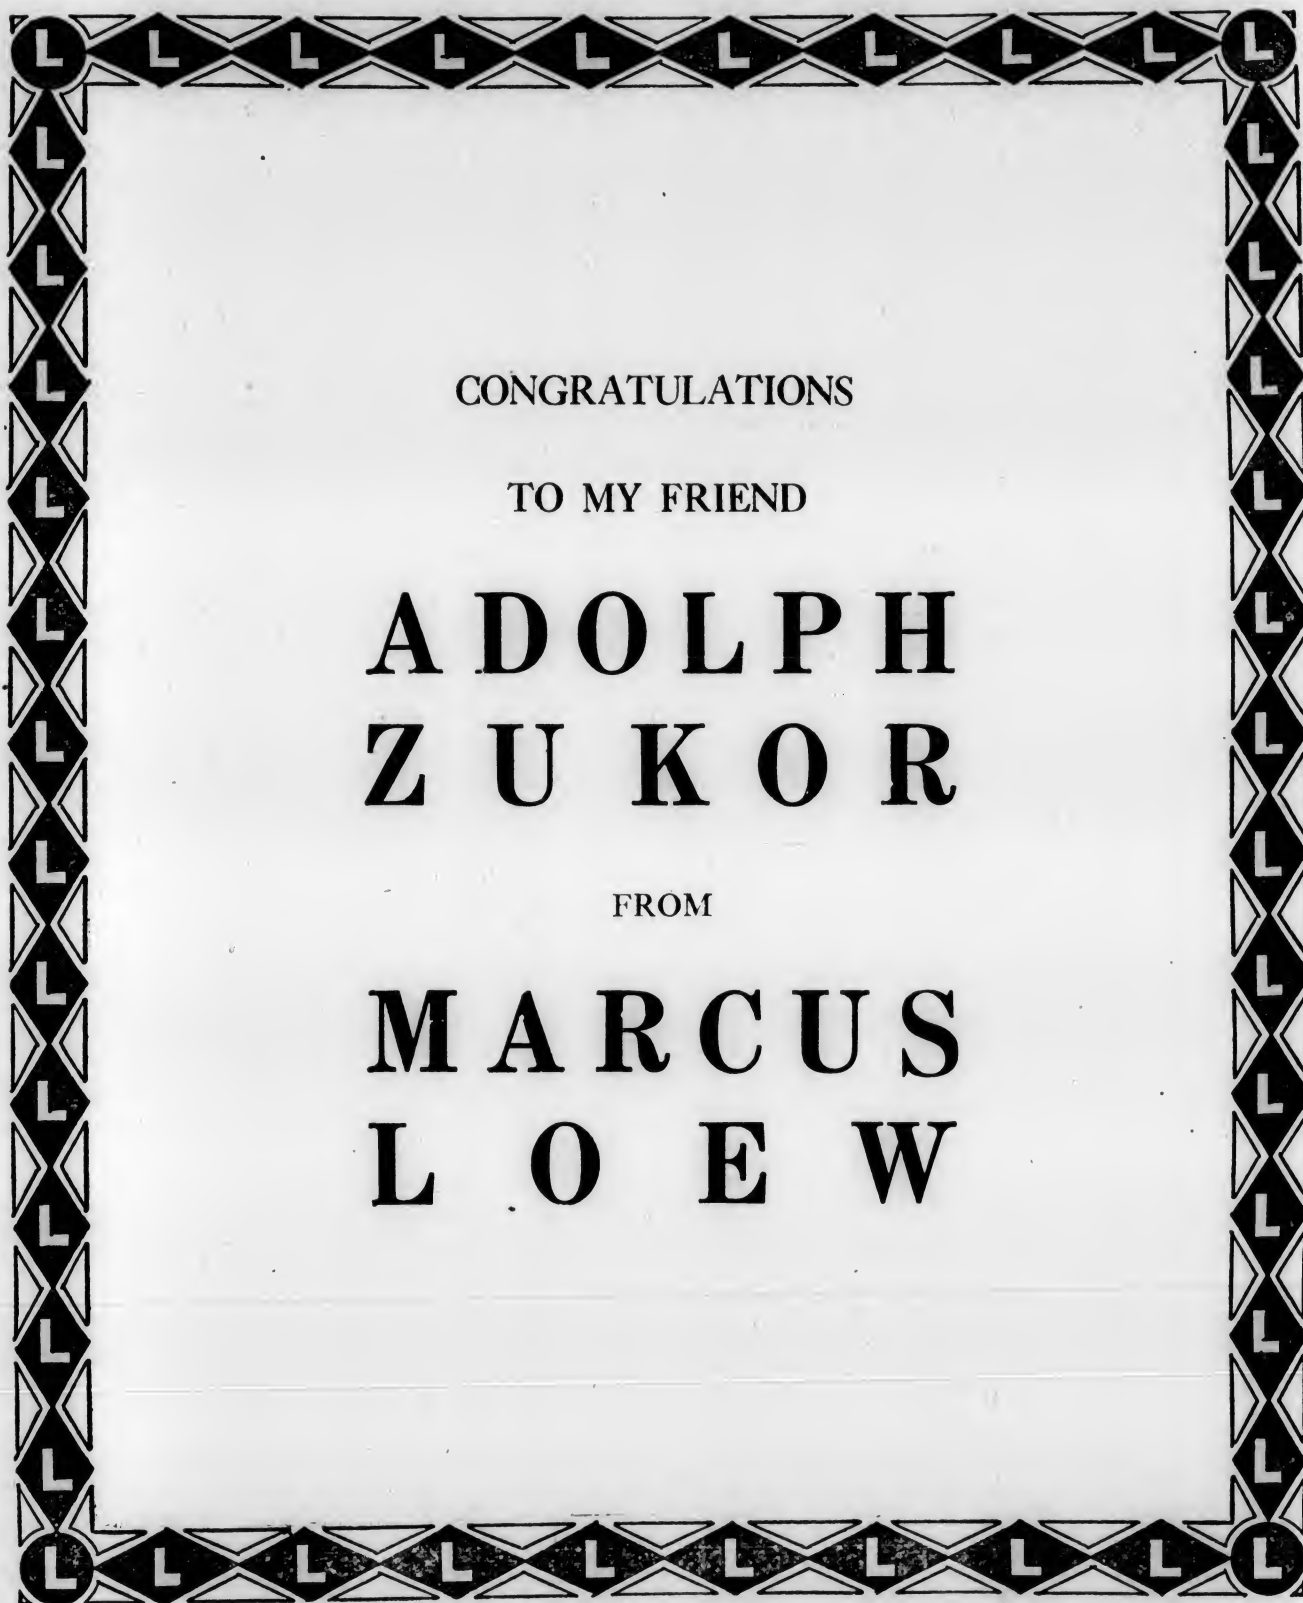 CONGRATULATIONS
TO MY FRIEND
ADOLPH
ZUKOR
FROM
MARCUS
LOEW